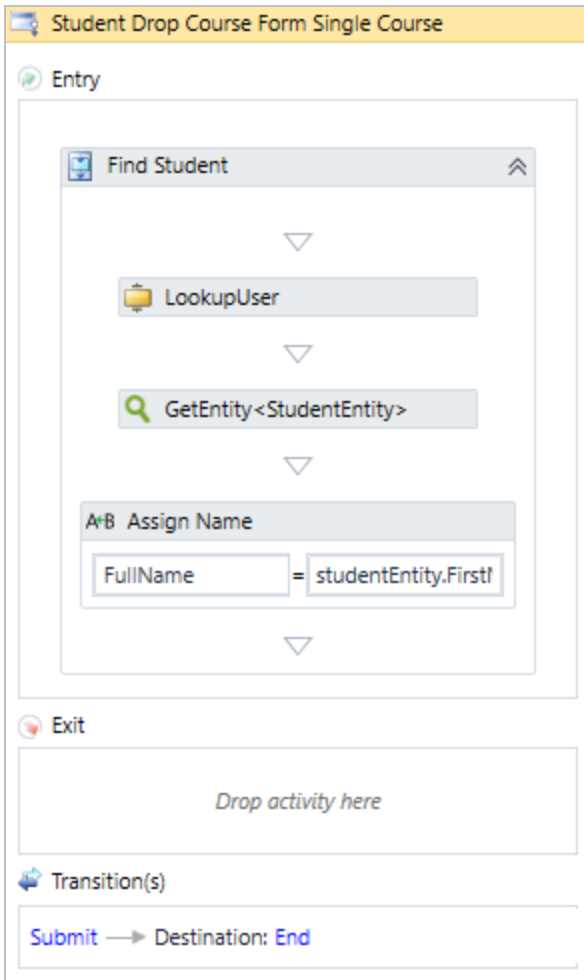 Student Drop Course Form Single Course
Entry
Find Student
LookupUser
GetEntity<StudentEntity>
A+B Assign Name
FullName = studentEntity.First
Exit
Drop activity here
Transition(s)
Submit Destination: End